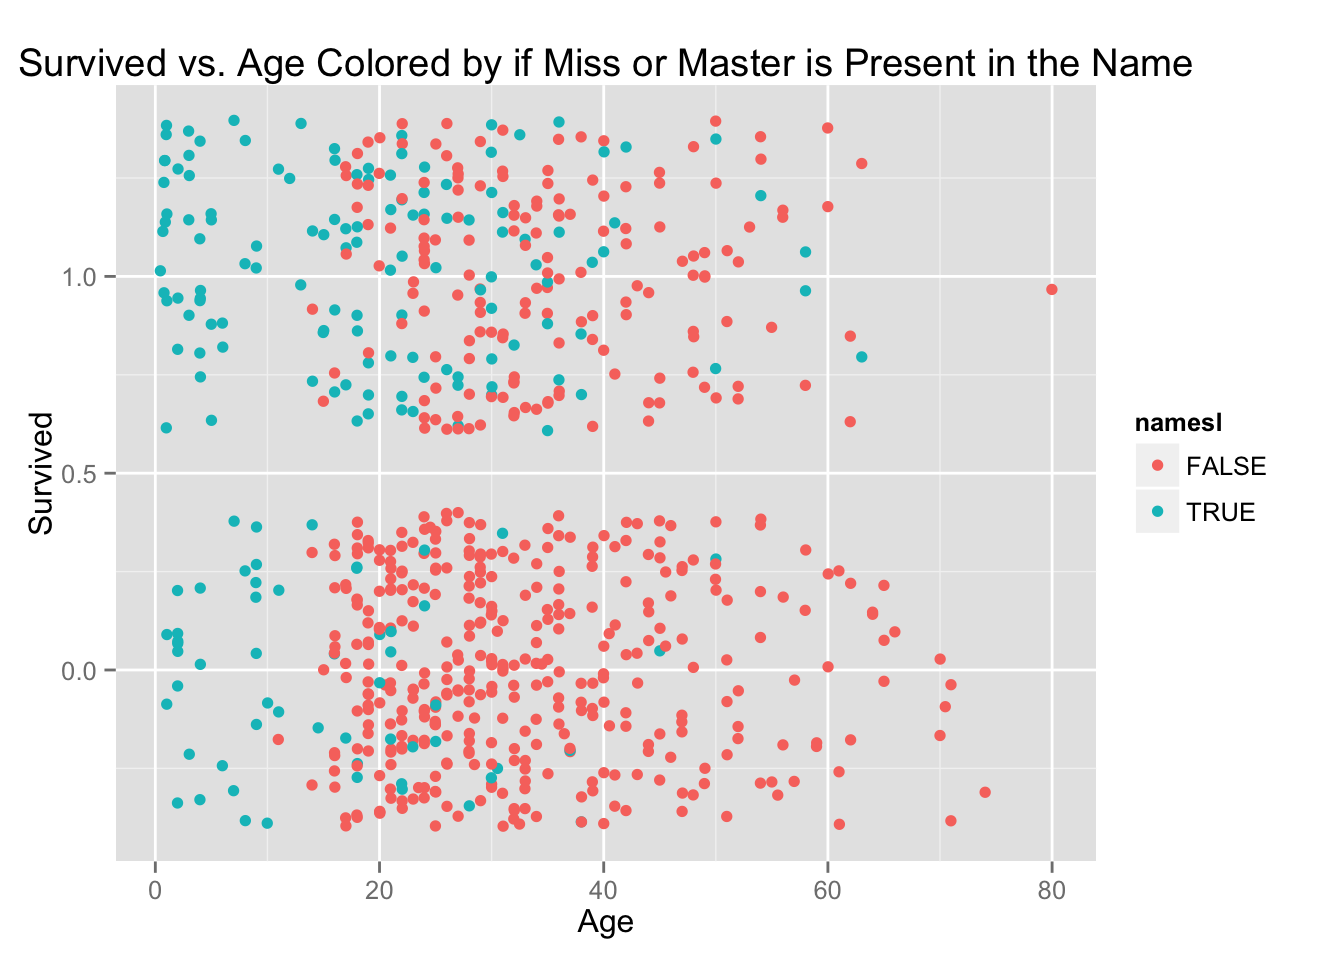 Survived vs. Age Colored by if Miss or Master is Present in the Name
Survived
1.0
0.5
0.0
0 20 40 60 80
Age
namesl
FALSE
TRUE